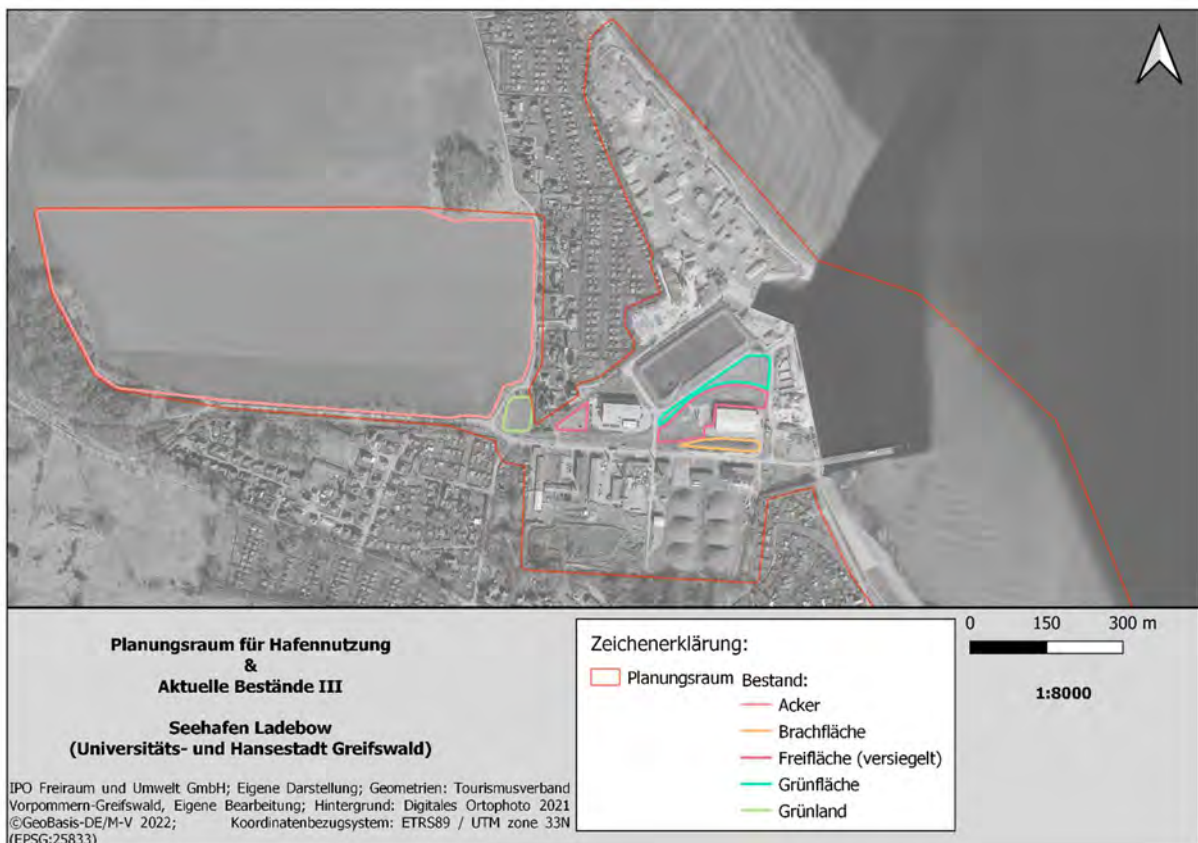 Planungsraum für Hafennutzung
&
Aktuelle Bestände III
Seehafen Ladebow
(Universitäts- und Hansestadt Greifswald)
IPO Freiraum und Umwelt GmbH; Eigene Darstellung; Geometrien: Tourismusverband
Vorpommern-Greifswald, Eigene Bearbeitung; Hintergrund: Digitales Ortophoto 2021
©GeoBasis-DE/M-V 2022; Koordinatenbezugsystem: ETRS89 / UTM zone 33N
(EPSG:25833)
Zeichenerklärung:
Planungsraum
Bestand:
Acker
Brachfläche
Freifläche (versiegelt)
Grünfläche
Grünland
0 150 300 m
1:8000